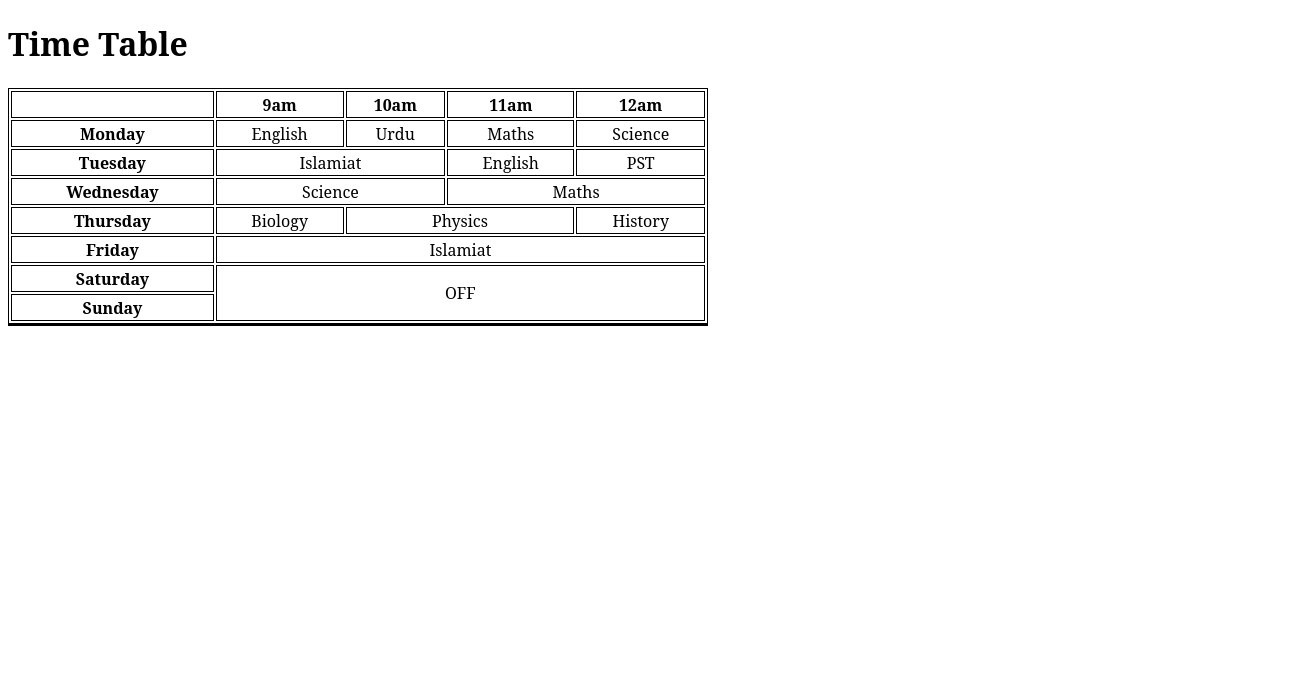 Time Table
9am 10am 11am 12am
Monday English Urdu Maths Science
Tuesday Islamiat English PST
Wednesday Science Maths
Thursday Biology Physics History
Friday Islamiat
Saturday OFF
Sunday